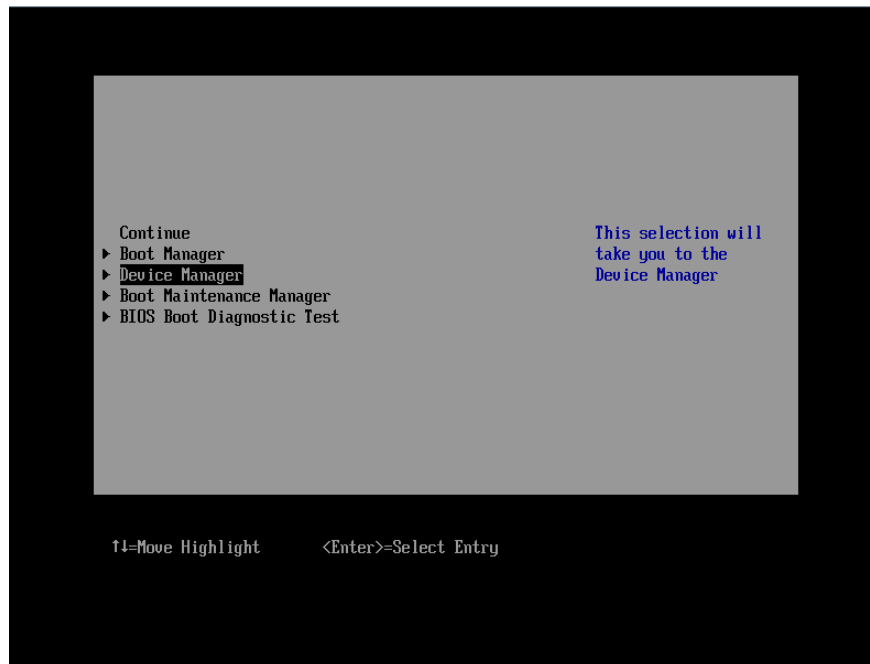 Continue
Boot Manager
Device Manager
Boot Maintenance Manager
BIOS Boot Diagnostic Test
This selection will
take you to the
Device Manager
↑↓=Move Highlight <Enter>=Select Entry